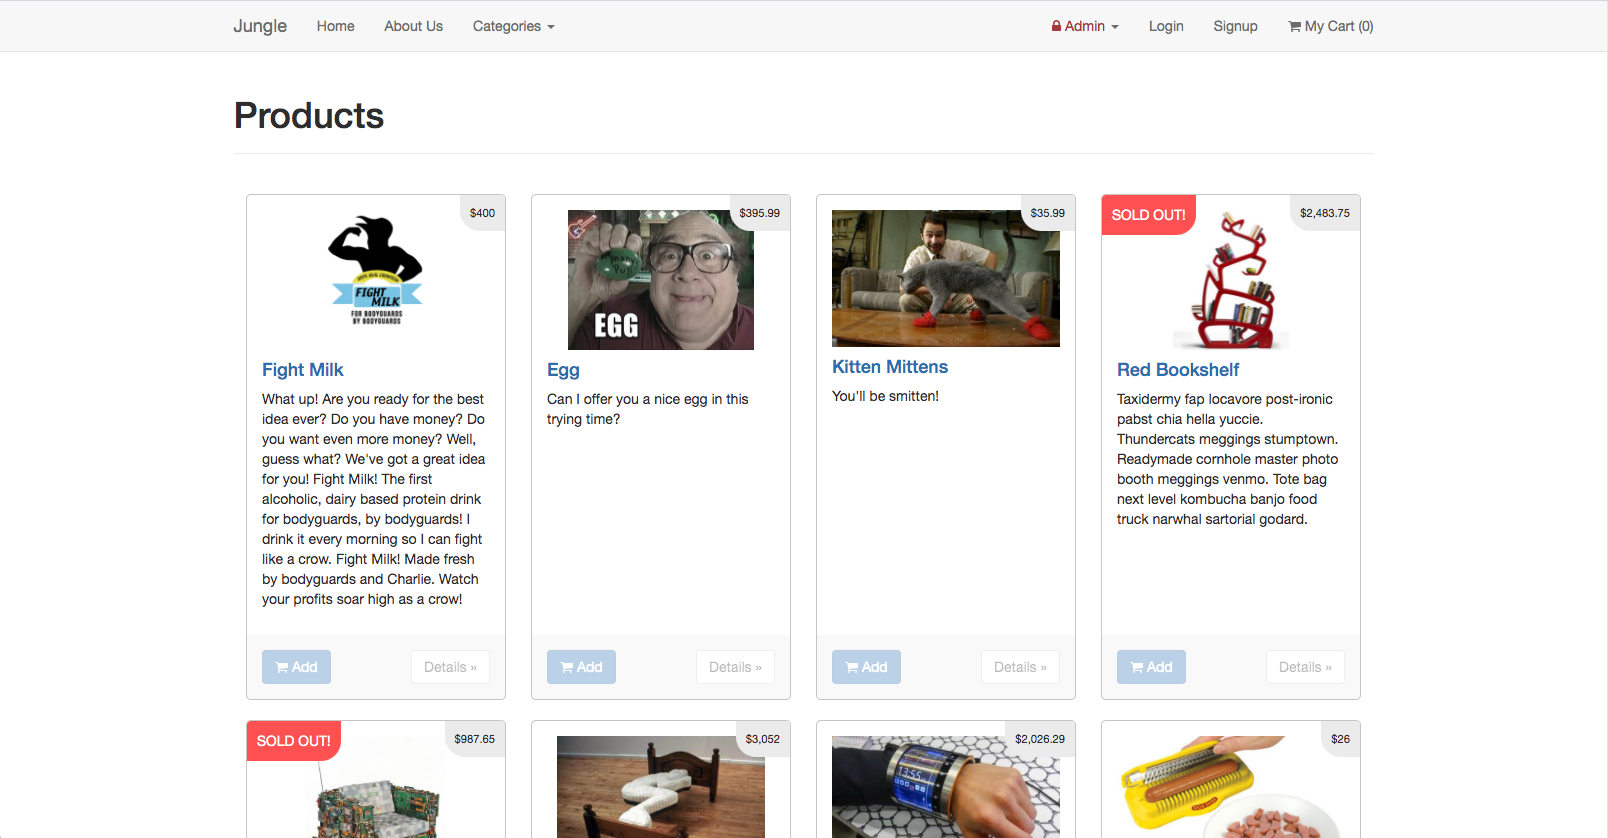 Jungle Home About Us Categories Admin Login Signup My Cart (0)
Products
$400
FIGHT
MILK
FOR BODYGUARDS
BY BODYGUARDS
Fight Milk
What up! Are you ready for the best
idea ever? Do you have money? Do
you want even more money? Well,
guess what? We've got a great idea
for you! Fight Milk! The first
alcoholic, dairy based protein drink
for bodyguards, by bodyguards! I
drink it every morning so I can fight
like a crow. Fight Milk! Made fresh
by bodyguards and Charlie. Watch
your profits soar high as a crow!
Add Details »
$395.99
EGG
Egg
Can I offer you a nice egg in this
trying time?
Add Details »
$35.99
Kitten Mittens
You'll be smitten!
Add Details »
SOLD OUT! $2,483.75
Red Bookshelf
Taxidermy fap locavore post-ironic
pabst chia hella yuccie.
Thundercats meggings stumptown.
Readymade cornhole master photo
booth meggings venmo. Tote bag
next level kombucha banjo food
truck narwhal sartorial godard.
Add Details »
SOLD OUT! $987.65
$3,052
$2,026.29
13:55
$26